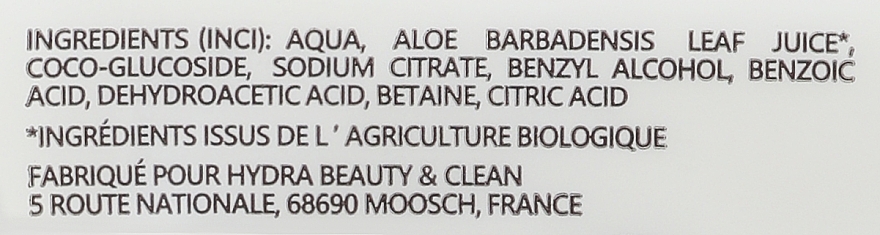 INGREDIENTS (INCI): AQUA, ALOE BARBADENSIS LEAF JUICE*,
COCO-GLUCOSIDE, SODIUM CITRATE, BENZYL ALCOHOL, BENZOIC
ACID, DEHYDROACETIC ACID, BETAINE, CITRIC ACID
*INGRÉDIENTS ISSUS DE L ' AGRICULTURE BIOLOGIQUE
FABRIQUÉ POUR HYDRA BEAUTY & CLEAN
5 ROUTE NATIONALE, 68690 MOOSCH, FRANCE